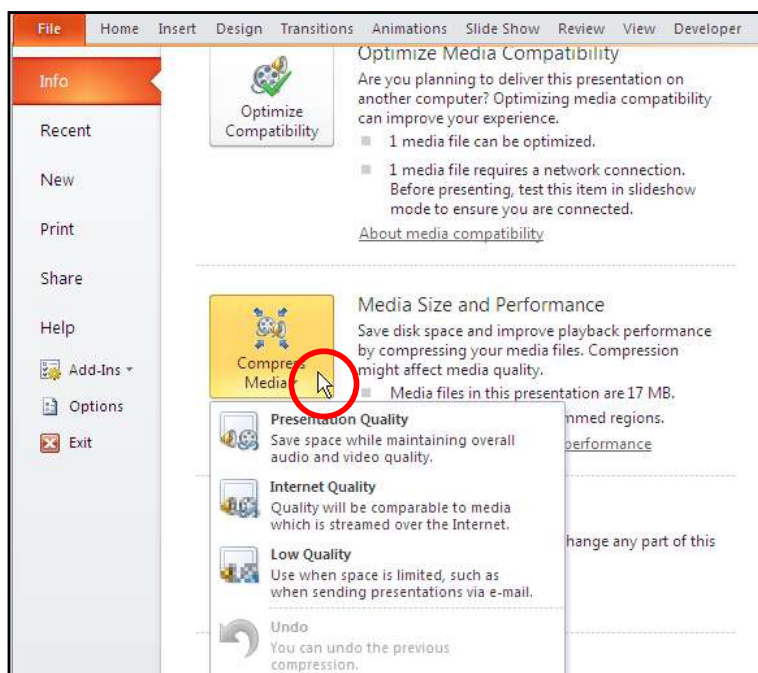 File Home Insert Design Transitions Animations Slide Show Review View Developer
Info
Recent
New
Print
Share
Help
Add-Ins
Options
Exit
Optimize Compatibility
Optimize Media Compatibility
Are you planning to deliver this presentation on
another computer? Optimizing media compatibility
can improve your experience.
1 media file can be optimized.
1 media file requires a network connection.
Before presenting, test this item in slideshow
mode to ensure you are connected.
About media compatibility
Compress
Media
Media Size and Performance
Save disk space and improve playback performance
by compressing your media files. Compression
might affect media quality.
Media files in this presentation are 17 MB.
regions.
performance
Presentation Quality
Save space while maintaining overall
audio and video quality.
Internet Quality
Quality will be comparable to media
which is streamed over the Internet.
Low Quality
Use when space is limited, such as
when sending presentations via e-mail.
Undo
You can undo the previous
compression.
hange any part of this